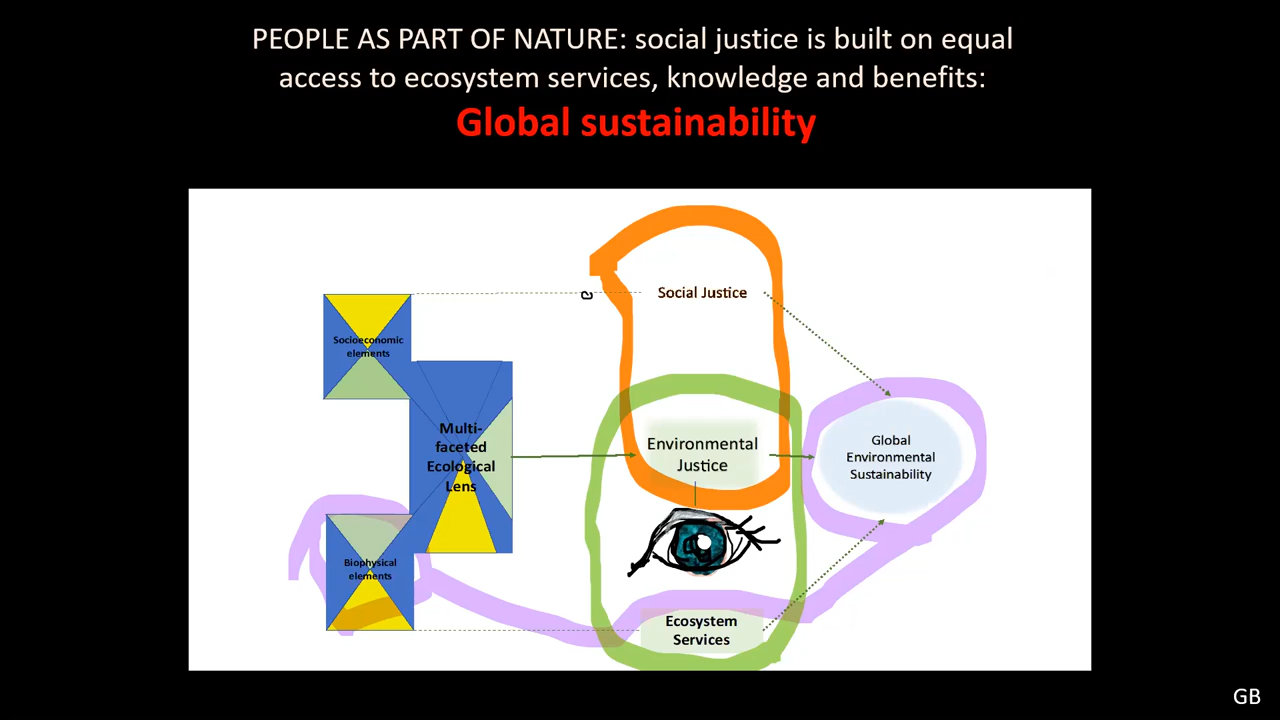 PEOPLE AS PART OF NATURE: social justice is built on equal
access to ecosystem services, knowledge and benefits:
Global sustainability
Social Justice
a
Socioeconomic
elements
Multi-
faceted
Ecological
Lens
Environmental
Justice
Global
Environmental
Sustainability
Biophysical
elements
Ecosystem
Services
GB